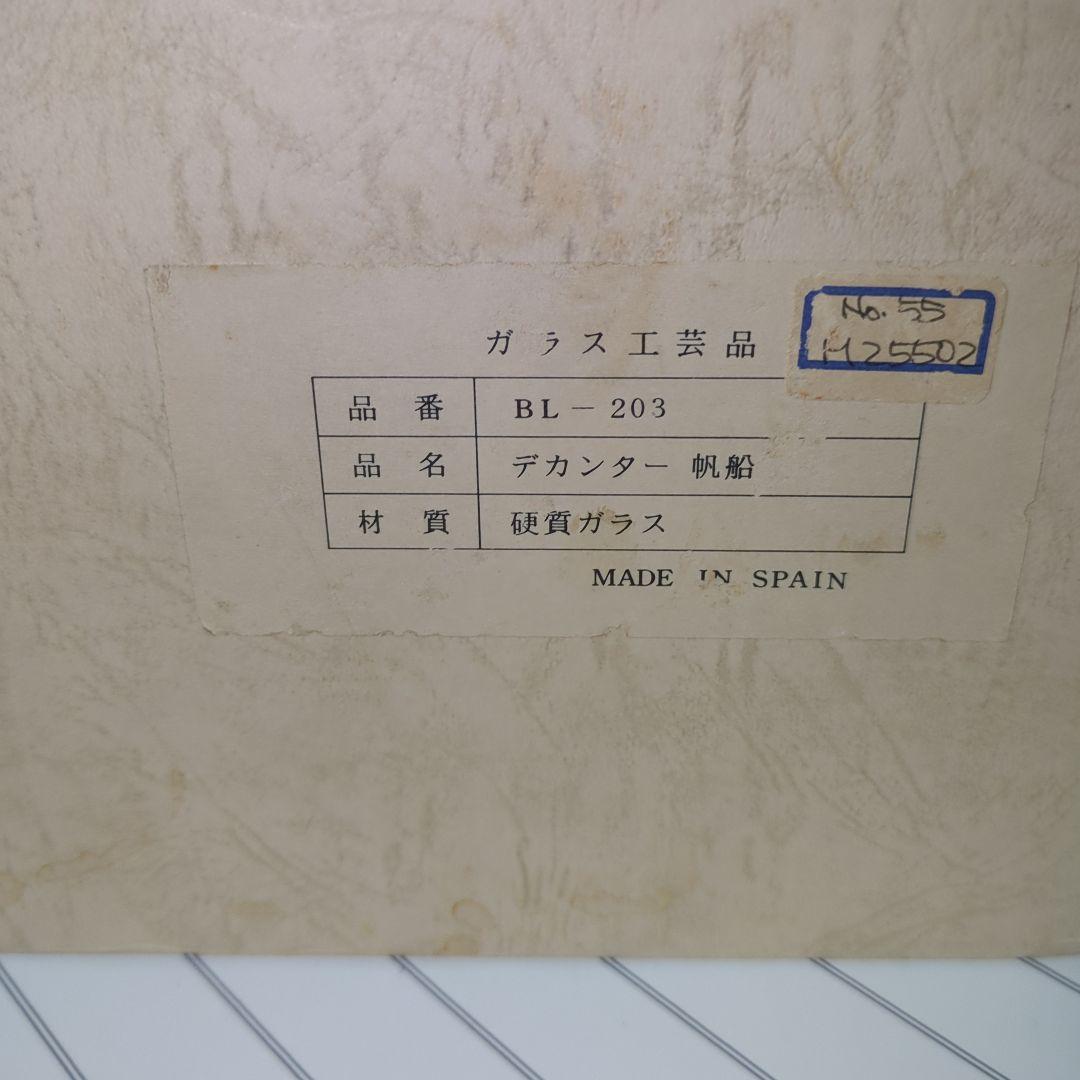 ガラス工芸品
No.55
H25502
品番 BL－203
品名 デカンター 帆船
材質 硬質ガラス
MADE IN SPAIN